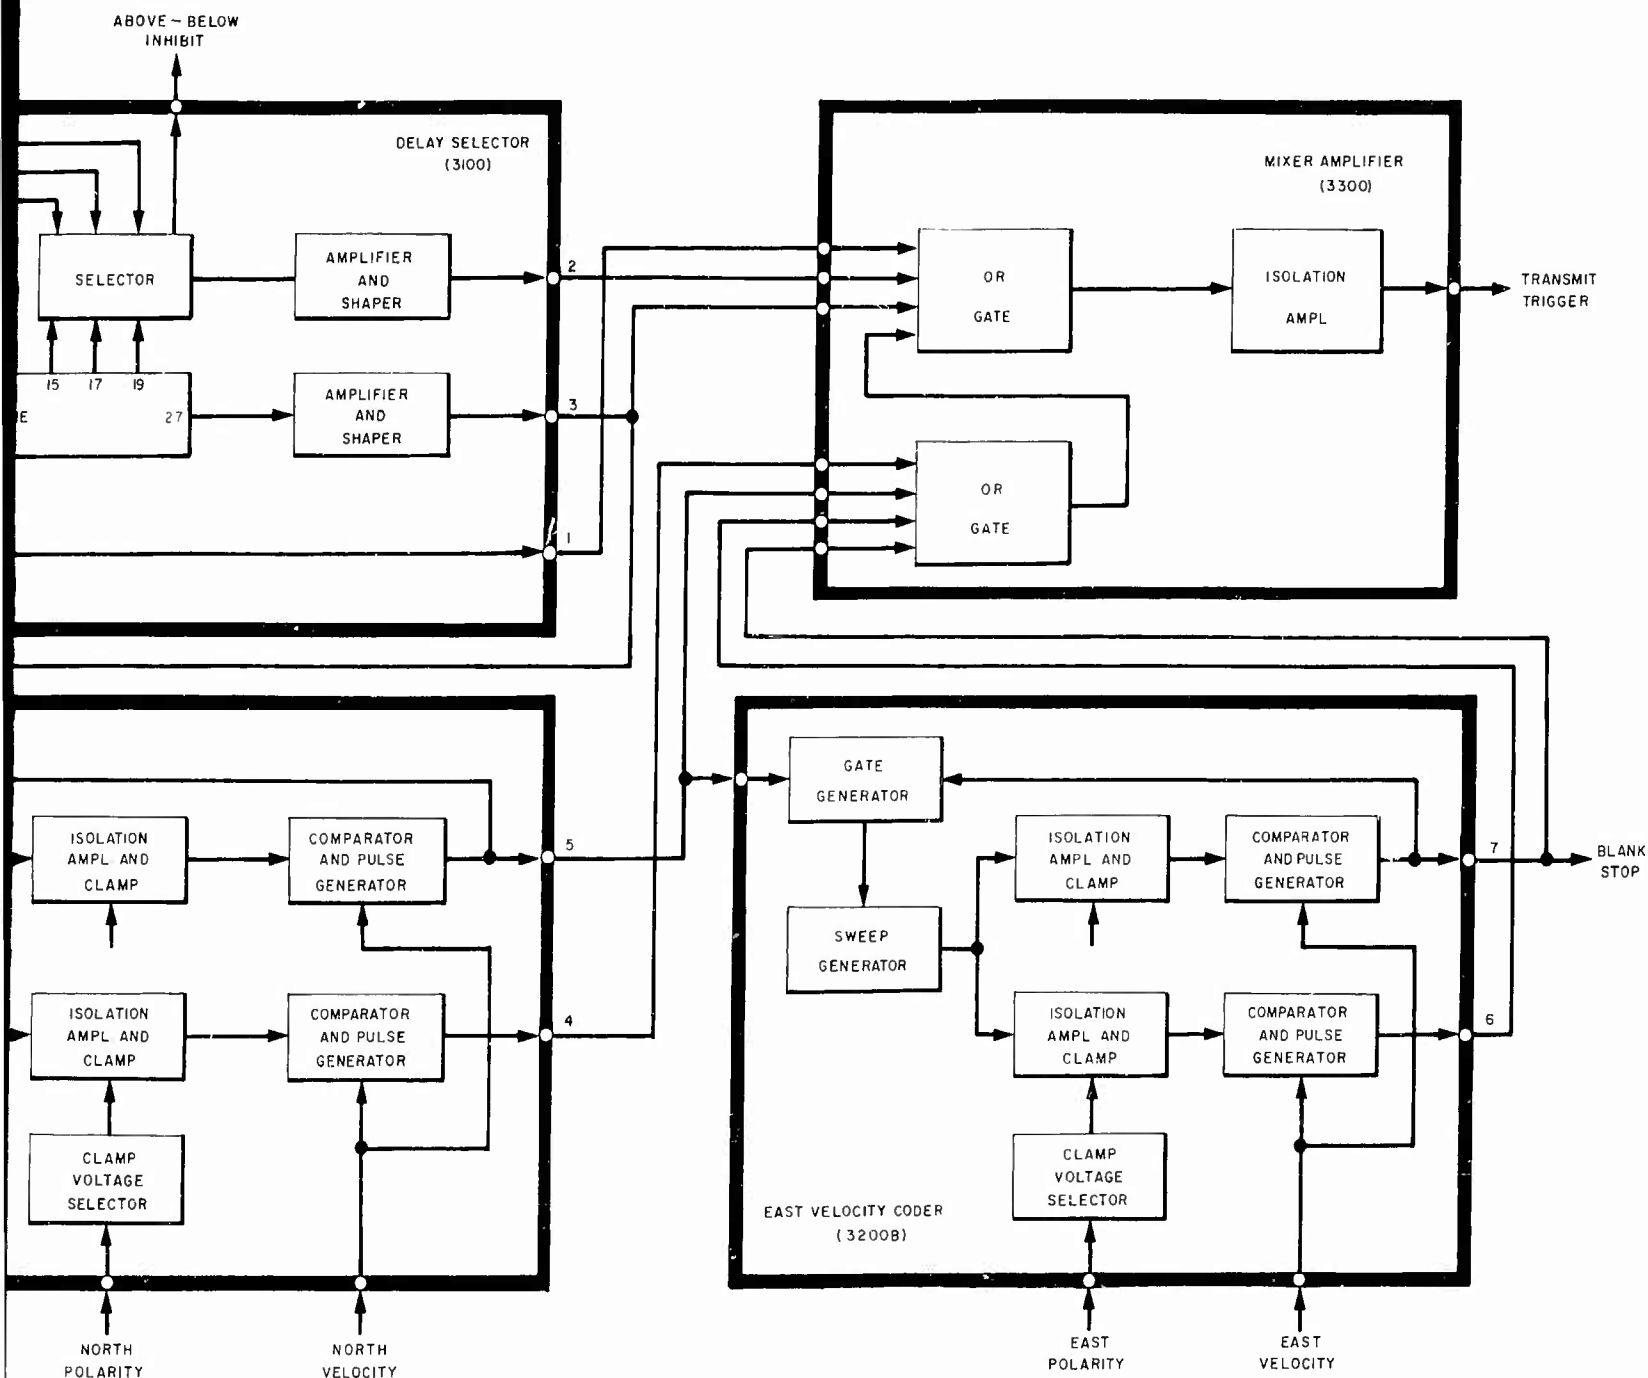 ABOVE – BELOW
INHIBIT
DELAY SELECTOR
(3100)
SELECTOR
AMPLIFIER
AND
SHAPER
2
15 17 19
E 27
AMPLIFIER
AND
SHAPER
3
1
MIXER AMPLIFIER
(3300)
OR
GATE
ISOLATION
AMPL
TRANSMIT
TRIGGER
OR
GATE
ISOLATION
AMPL AND
CLAMP
COMPARATOR
AND PULSE
GENERATOR
5
ISOLATION
AMPL AND
CLAMP
COMPARATOR
AND PULSE
GENERATOR
4
CLAMP
VOLTAGE
SELECTOR
NORTH
POLARITY
NORTH
VELOCITY
GATE
GENERATOR
SWEEP
GENERATOR
ISOLATION
AMPL AND
CLAMP
COMPARATOR
AND PULSE
GENERATOR
7
BLANK
STOP
ISOLATION
AMPL AND
CLAMP
COMPARATOR
AND PULSE
GENERATOR
6
CLAMP
VOLTAGE
SELECTOR
EAST VELOCITY CODER
(3200B)
EAST
POLARITY
EAST
VELOCITY